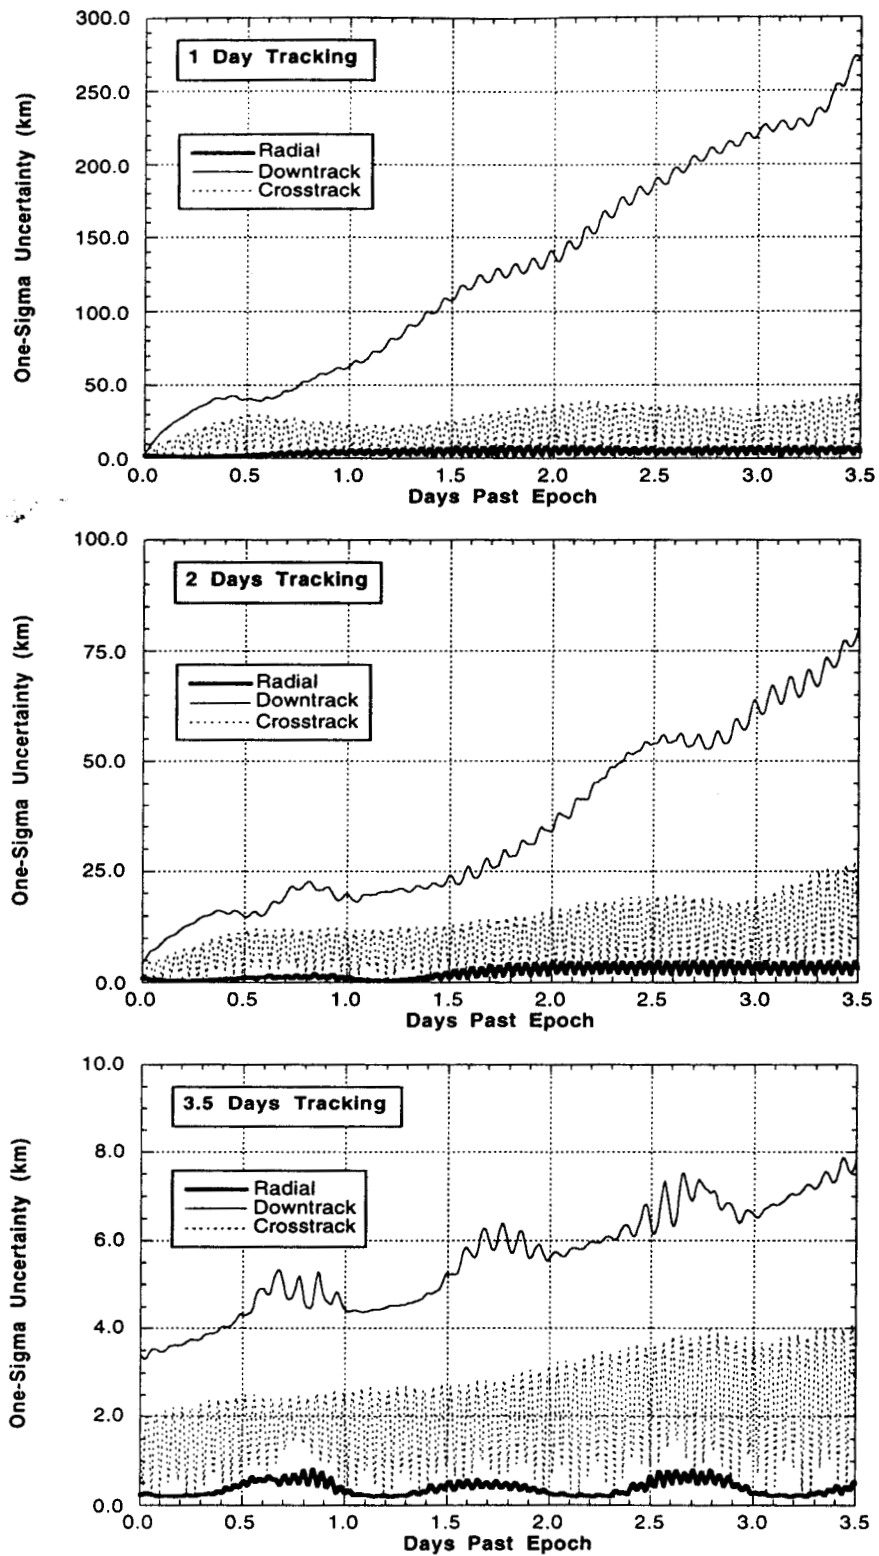 300.0
1 Day Tracking
250.0
Radial
Downtrack
Crosstrack
200.0
150.0
100.0
50.0
0.0
One-Sigma Uncertainty (km)
0.0 0.5 1.0 1.5 2.0 2.5 3.0 3.5
Days Past Epoch
100.0
2 Days Tracking
75.0
Radial
Downtrack
Crosstrack
50.0
25.0
0.0
One-Sigma Uncertainty (km)
0.0 0.5 1.0 1.5 2.0 2.5 3.0 3.5
Days Past Epoch
10.0
3.5 Days Tracking
8.0
Radial
Downtrack
Crosstrack
6.0
4.0
2.0
0.0
One-Sigma Uncertainty (km)
0.0 0.5 1.0 1.5 2.0 2.5 3.0 3.5
Days Past Epoch